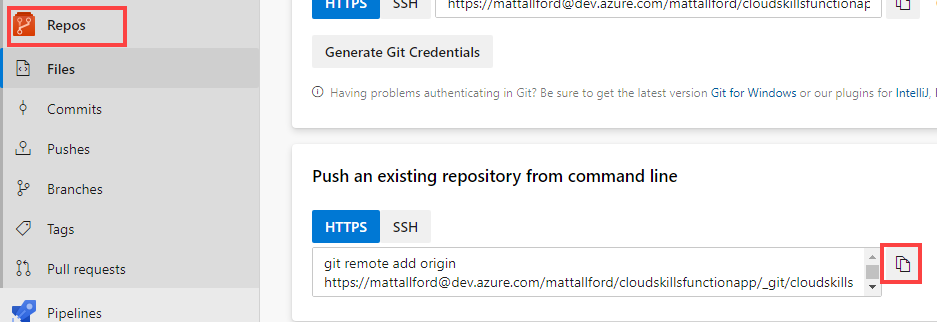 Repos
Files
Commits
Pushes
Branches
Tags
Pull requests
Pipelines
HTTPS SSH https://mattallford@dev.azure.com/mattallford/cloudskillsfunctionap
Generate Git Credentials
Having problems authenticating in Git? Be sure to get the latest version Git for Windows or our plugins for IntelliJ,
Push an existing repository from command line
HTTPS SSH
git remote add origin
https://mattallford@dev.azure.com/mattallford/cloudskillsfunctionapp/_git/cloudskills